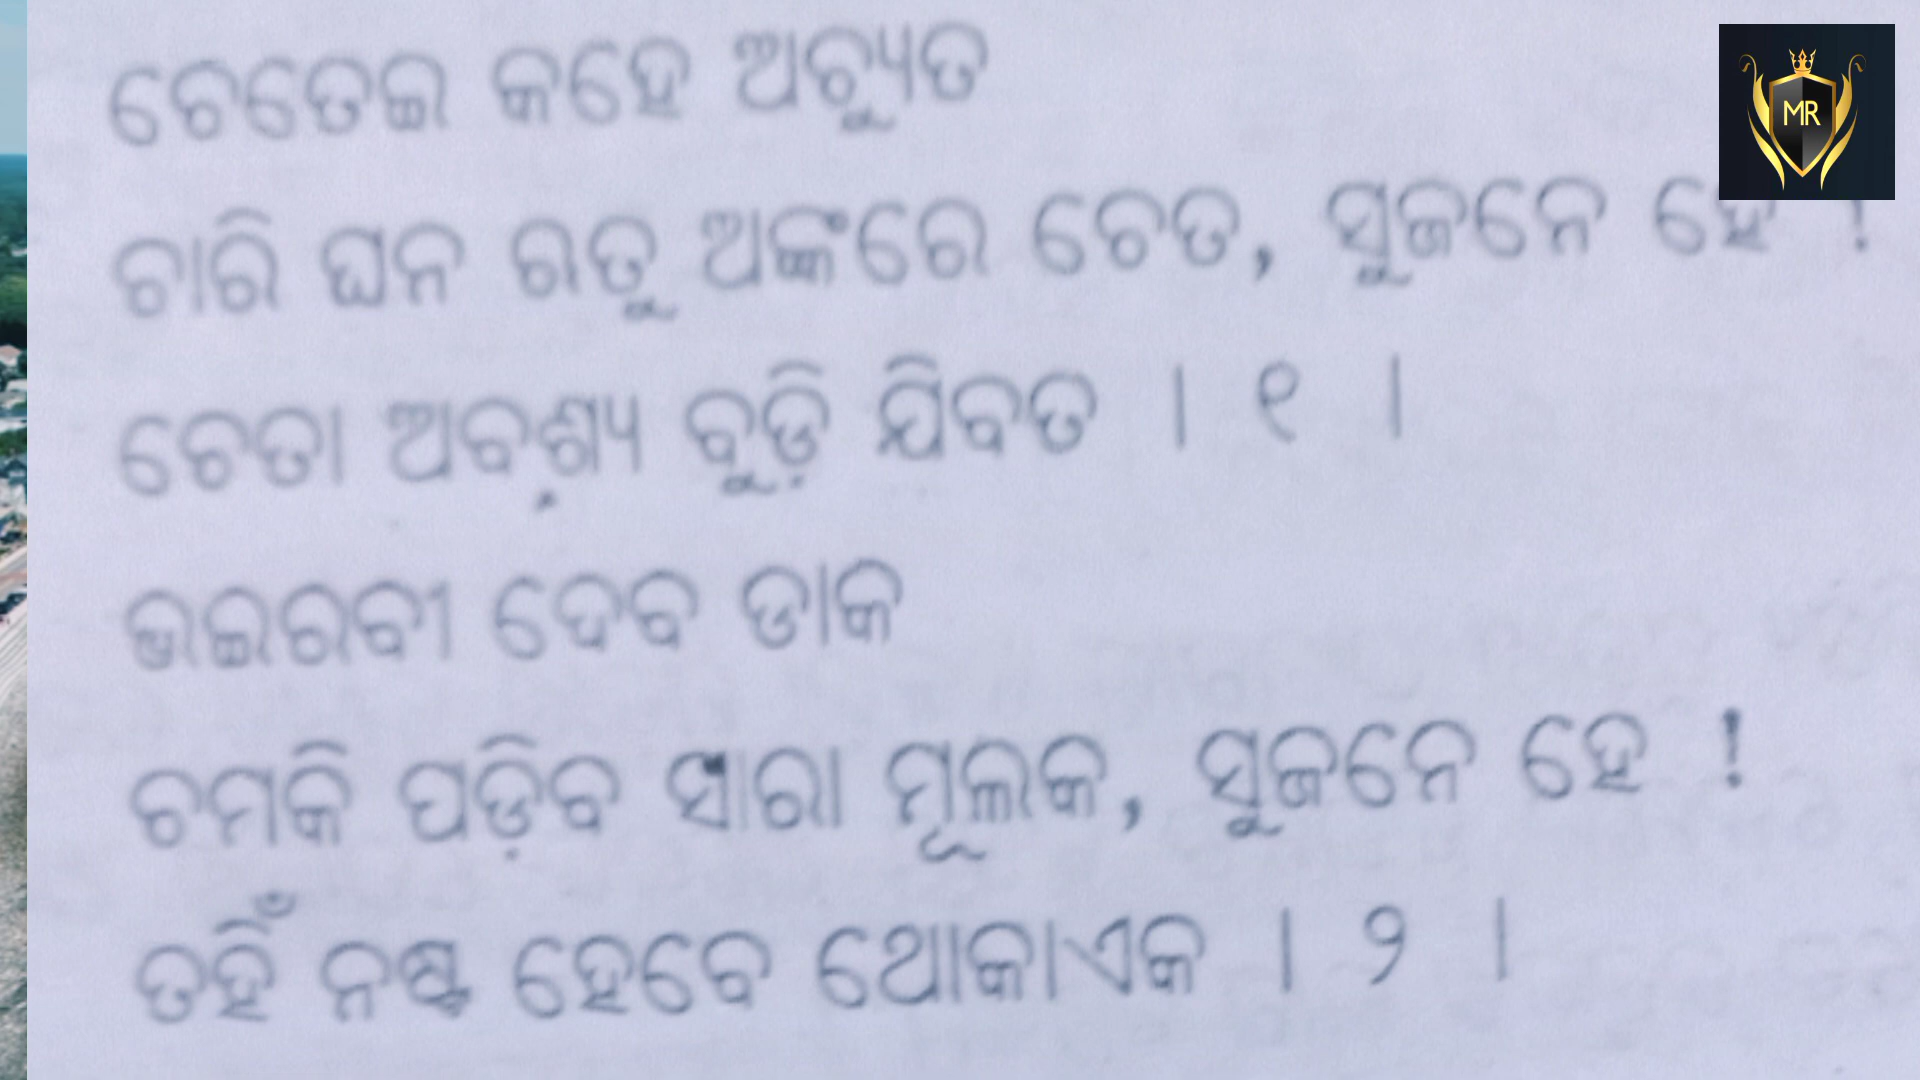 ଚେତେଇ କହେ ଅଚ୍ୟୁତ
MR
ଚାରି ଘନ ଋତୁ ଅଙ୍କରେ ଚେତ, ସୁଜନେ ହେ !
ଚେତା ଅବଶ୍ୟ ବୁଡ଼ି ଯିବତ । ୧ ।
ଭଇରବୀ ଦେବ ଡାକ
ଚମକି ପଡ଼ିବ ସାରା ମୂଲକ, ସୁଜନେ ହେ !
ତହିଁ ନଷ୍ଟ ହେବେ ଥୋକାଏକ । ୨ ।